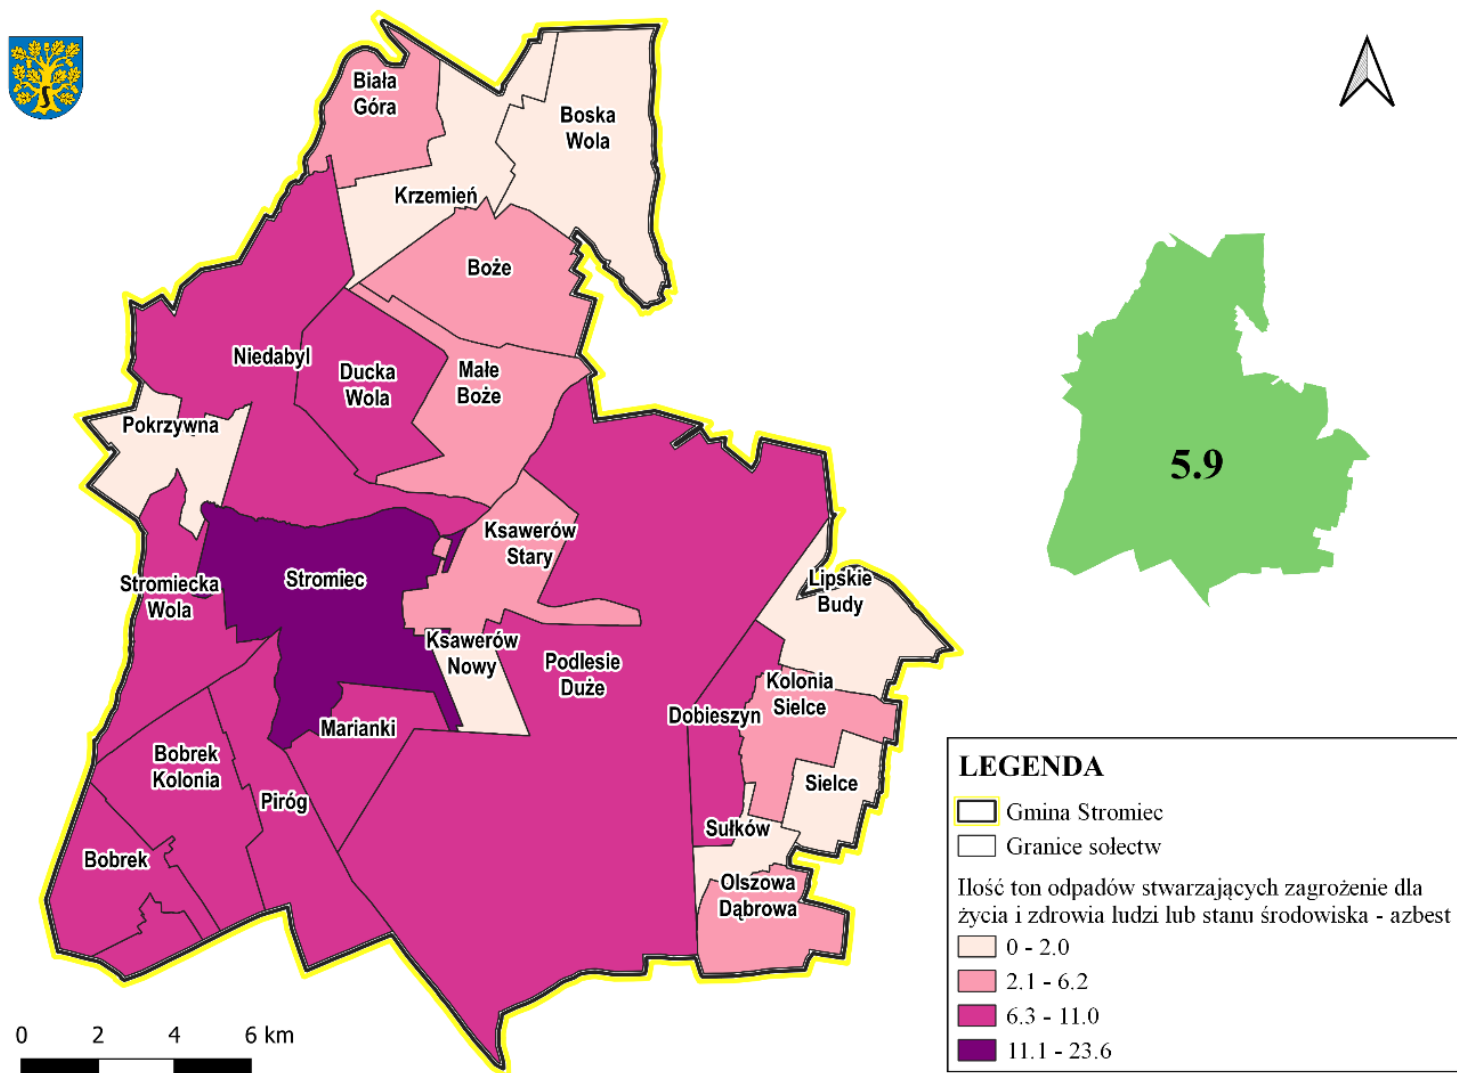 Biała
Góra
Boska
Wola
Krzemień
Boże
Niedabyl
Ducka
Wola
Małe
Boże
Pokrzywna
5.9
Ksawerów
Stary
Stromiec
Stromiecka
Wola
Lipskie
Budy
Ksawerów
Nowy
Podlesie
Duże
Kolonia
Sielce
Dobieszyn
Marianki
Bobrek
Kolonia
Piróg
Sielce
Sułków
Bobrek
Olszowa
Dąbrowa
LEGENDA
Gmina Stromiec
Granice sołectw
Ilość ton odpadów stwarzających zagrożenie dla
życia i zdrowia ludzi lub stanu środowiska - azbest
0 - 2.0
2.1 - 6.2
6.3 - 11.0
11.1 - 23.6
0 2 4 6 km